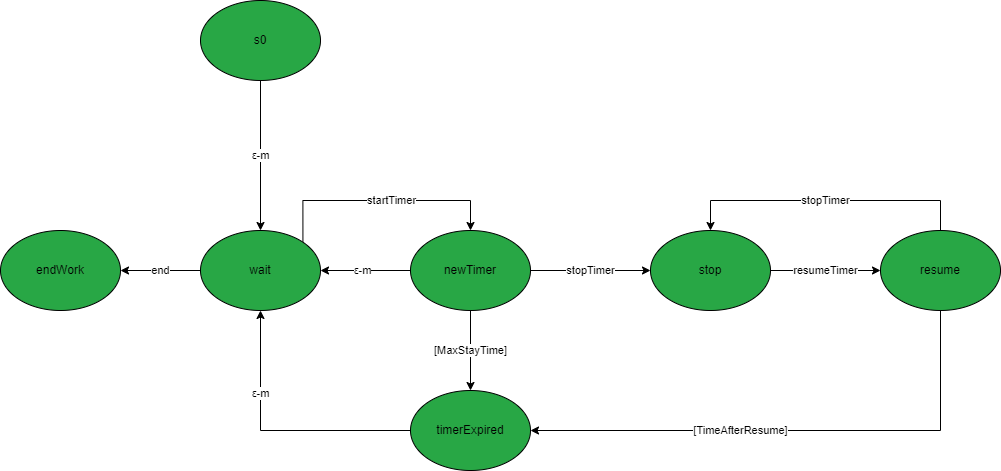 s0
ε-m
startTimer
stopTimer
endWork
end
wait
ε-m
newTimer
stopTimer
stop
resumeTimer
resume
[MaxStayTime]
ε-m
timerExpired
[TimeAfterResume]